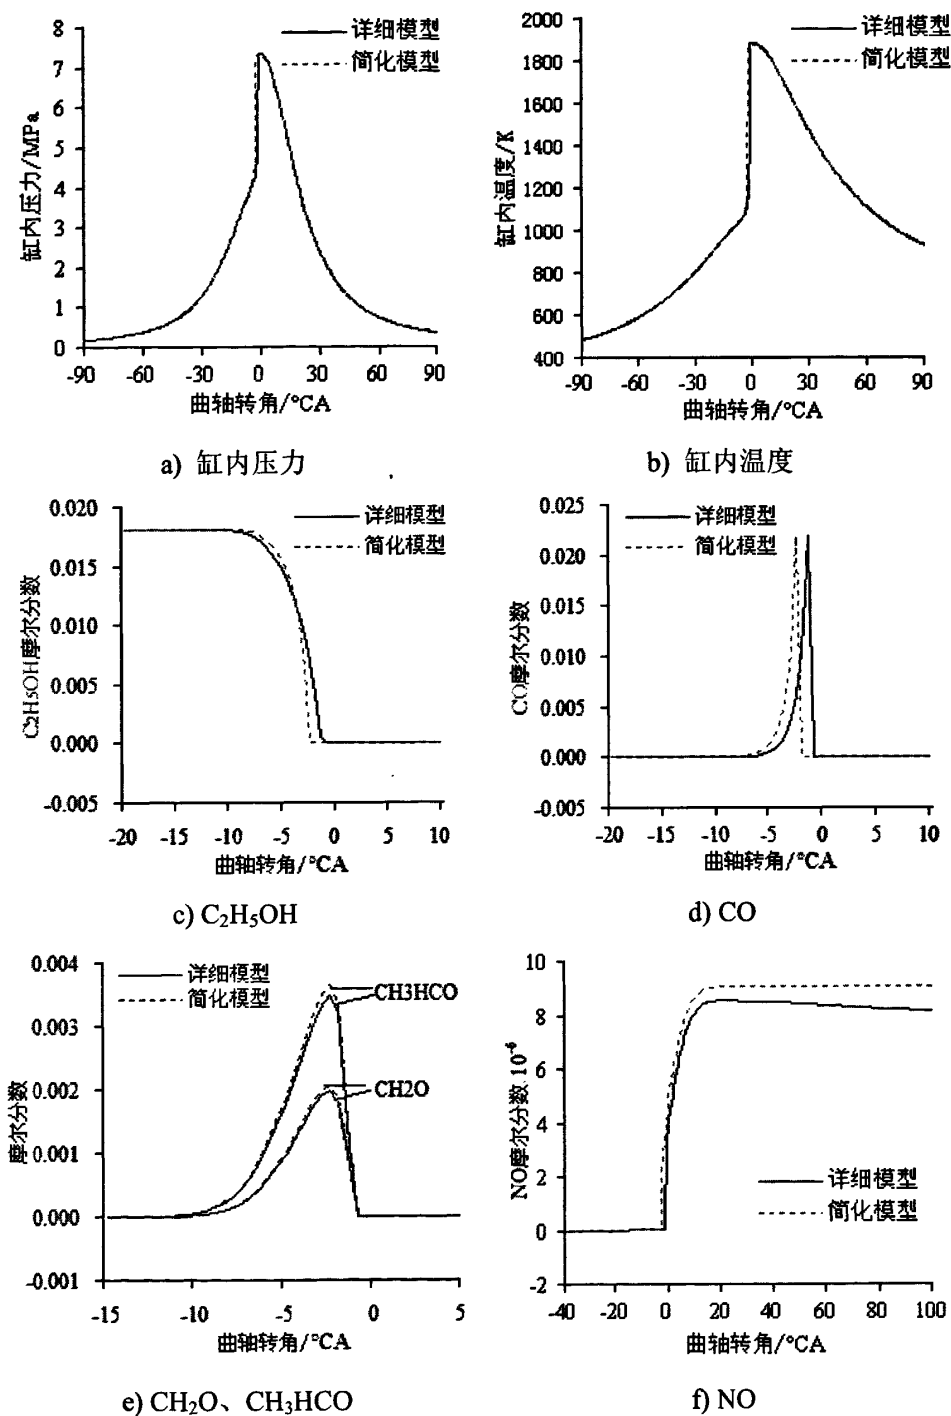 详细模型
简化模型
缸内压力/MPa
8
7
6
5
4
3
2
1
0
-90 -60 -30 0 30 60 90
曲轴转角/°CA
a) 缸内压力
详细模型
简化模型
缸内温度/K
2000
1800
1600
1400
1200
1000
800
600
400
-90 -60 -30 0 30 60 90
曲轴转角/°CA
b) 缸内温度
详细模型
简化模型
C2H5OH摩尔分数
0.020
0.015
0.010
0.005
0.000
-0.005
-20 -15 -10 -5 0 5 10
曲轴转角/°CA
c) C₂H₅OH
详细模型
简化模型
CO摩尔分数
0.025
0.020
0.015
0.010
0.005
0.000
-0.005
-20 -15 -10 -5 0 5 10
曲轴转角/°CA
d) CO
详细模型
简化模型
CH3HCO
CH2O
摩尔分数
0.004
0.003
0.002
0.001
0.000
-0.001
-15 -10 -5 0 5
曲轴转角/°CA
e) CH₂O、CH₃HCO
NO摩尔分数 10⁻⁶
10
8
6
4
2
0
-2
详细模型
简化模型
-40 -20 0 20 40 60 80 100
曲轴转角/°CA
f) NO